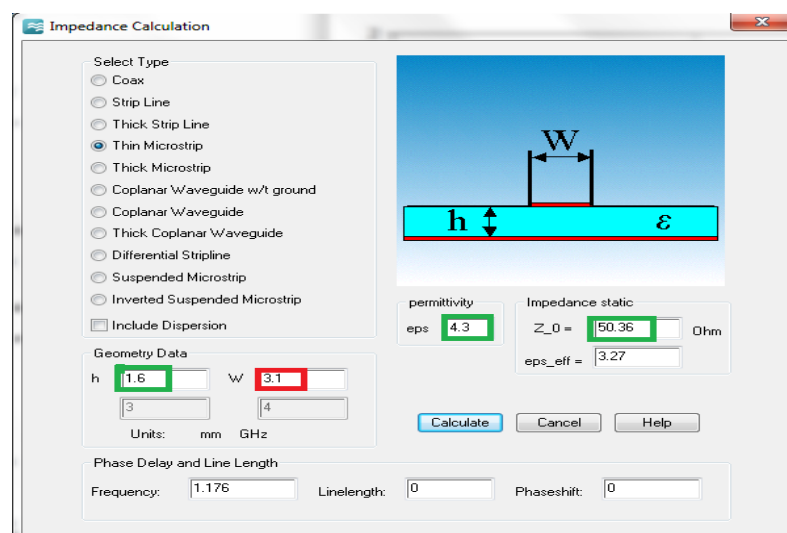 Impedance Calculation
x
Select Type
Coax
Strip Line
Thick Strip Line
Thin Microstrip
Thick Microstrip
Coplanar Waveguide w/t ground
Coplanar Waveguide
Thick Coplanar Waveguide
Differential Stripline
Suspended Microstrip
Inverted Suspended Microstrip
Include Dispersion
W
h ε
permittivity
eps 4.3
Impedance static
Z_0 = 50.36 Ohm
eps_eff = 3.27
Geometry Data
h 1.6 W 3.1
3 4
Units: mm GHz
Calculate Cancel Help
Phase Delay and Line Length
Frequency: 1.176 Linelength: 0 Phaseshift: 0